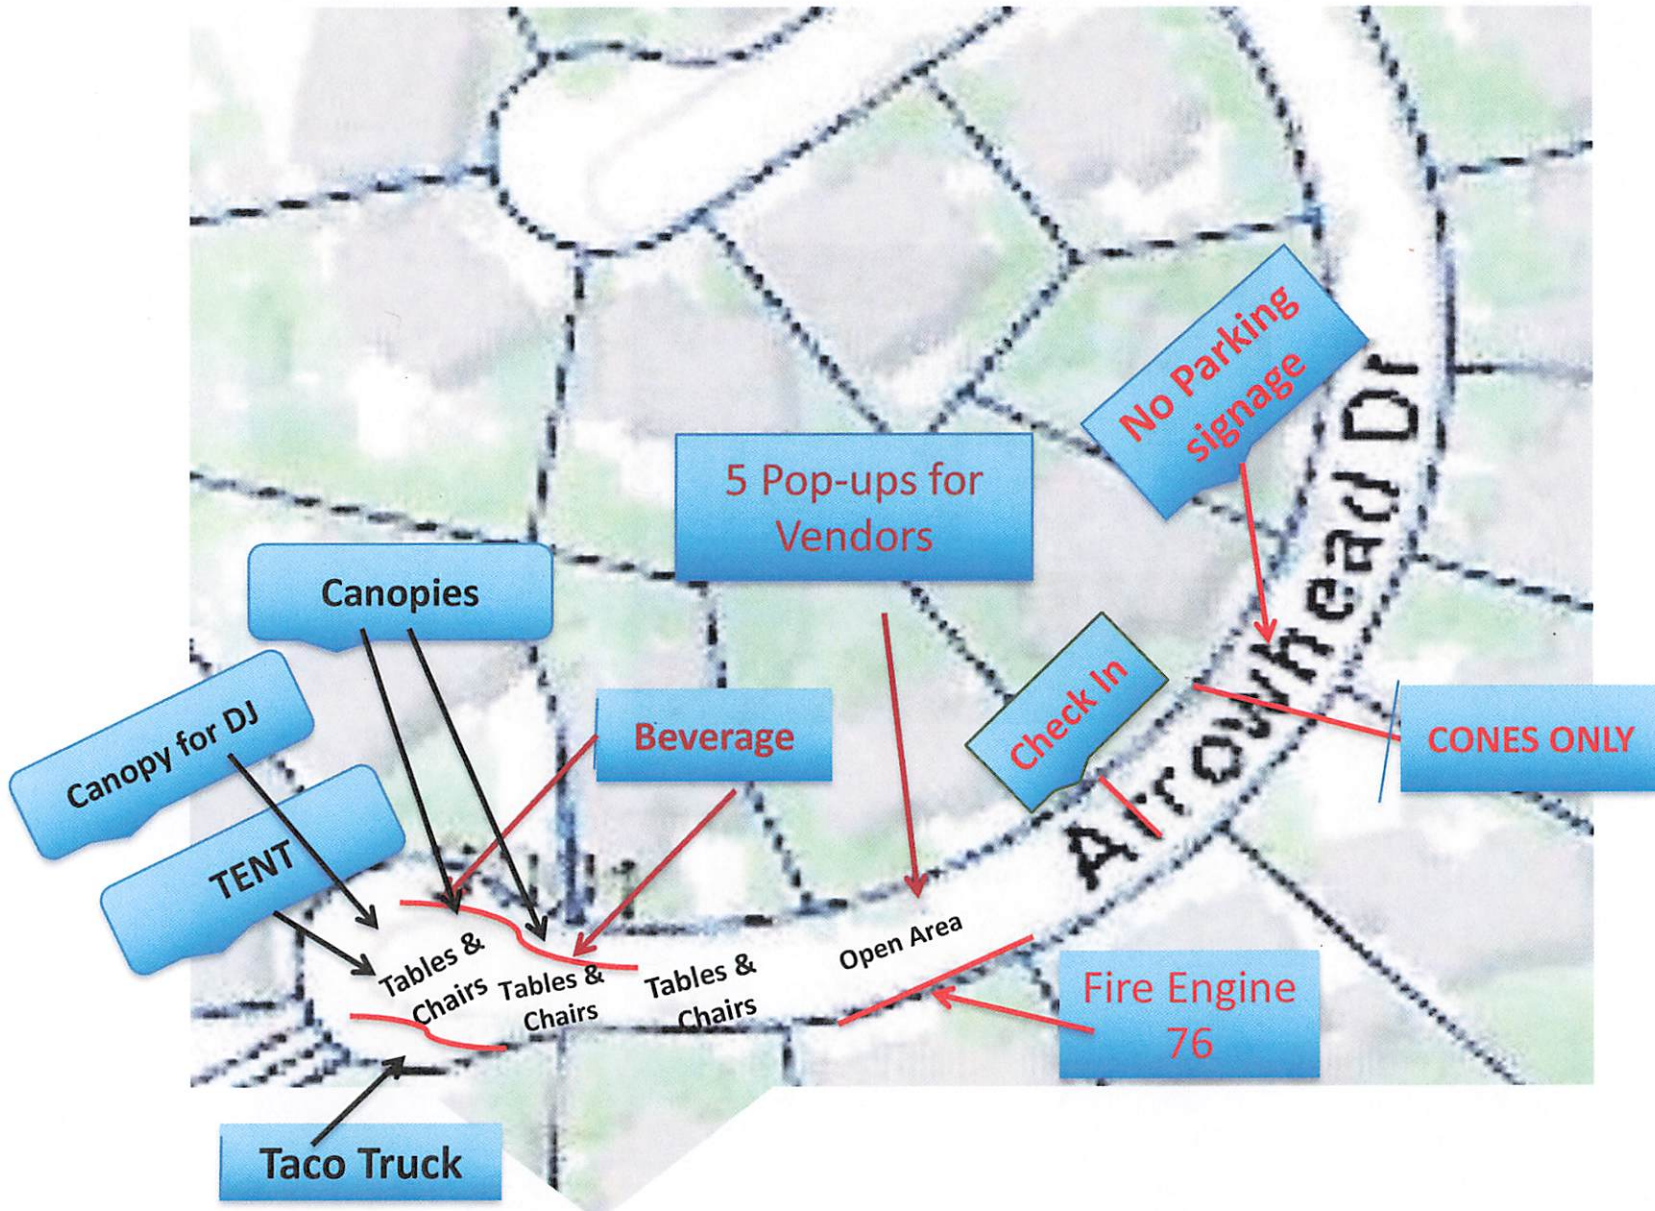 No Parking
signage
5 Pop-ups for
Vendors
Canopies
Arrowhead Dr
Check In
Canopy for DJ
Beverage
CONES ONLY
TENT
Open Area
Tables &
Chairs
Tables &
Chairs
Tables &
Chairs
Fire Engine
76
Taco Truck